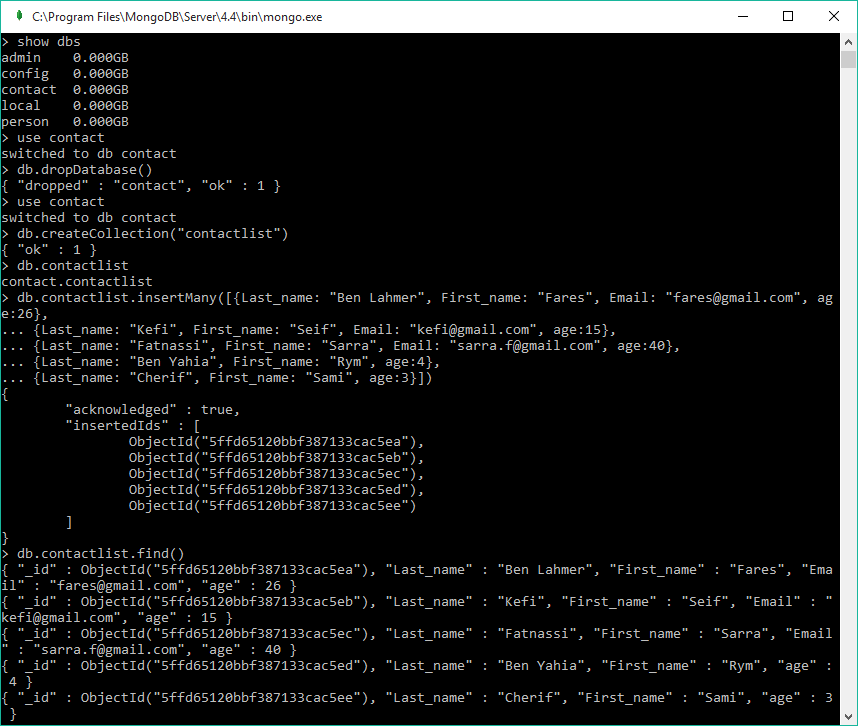 C:\Program Files\MongoDB\Server\4.4\bin\mongo.exe
> show dbs
admin    0.000GB
config   0.000GB
contact  0.000GB
local    0.000GB
person   0.000GB
> use contact
switched to db contact
> db.dropDatabase()
{ "dropped" : "contact", "ok" : 1 }
> use contact
switched to db contact
> db.createCollection("contactlist")
{ "ok" : 1 }
> db.contactlist
contact.contactlist
> db.contactlist.insertMany([{Last_name: "Ben Lahmer", First_name: "Fares", Email: "fares@gmail.com", ag
e:26},
... {Last_name: "Kefi", First_name: "Seif", Email: "kefi@gmail.com", age:15},
... {Last_name: "Fatnassi", First_name: "Sarra", Email: "sarra.f@gmail.com", age:40},
... {Last_name: "Ben Yahia", First_name: "Rym", age:4},
... {Last_name: "Cherif", First_name: "Sami", age:3}])
{
        "acknowledged" : true,
        "insertedIds" : [
                ObjectId("5ffd65120bbf387133cac5ea"),
                ObjectId("5ffd65120bbf387133cac5eb"),
                ObjectId("5ffd65120bbf387133cac5ec"),
                ObjectId("5ffd65120bbf387133cac5ed"),
                ObjectId("5ffd65120bbf387133cac5ee")
        ]
}
> db.contactlist.find()
{ "_id" : ObjectId("5ffd65120bbf387133cac5ea"), "Last_name" : "Ben Lahmer", "First_name" : "Fares", "Ema
il" : "fares@gmail.com", "age" : 26 }
{ "_id" : ObjectId("5ffd65120bbf387133cac5eb"), "Last_name" : "Kefi", "First_name" : "Seif", "Email" : "
kefi@gmail.com", "age" : 15 }
{ "_id" : ObjectId("5ffd65120bbf387133cac5ec"), "Last_name" : "Fatnassi", "First_name" : "Sarra", "Email
" : "sarra.f@gmail.com", "age" : 40 }
{ "_id" : ObjectId("5ffd65120bbf387133cac5ed"), "Last_name" : "Ben Yahia", "First_name" : "Rym", "age" :
 4 }
{ "_id" : ObjectId("5ffd65120bbf387133cac5ee"), "Last_name" : "Cherif", "First_name" : "Sami", "age" : 3
 }